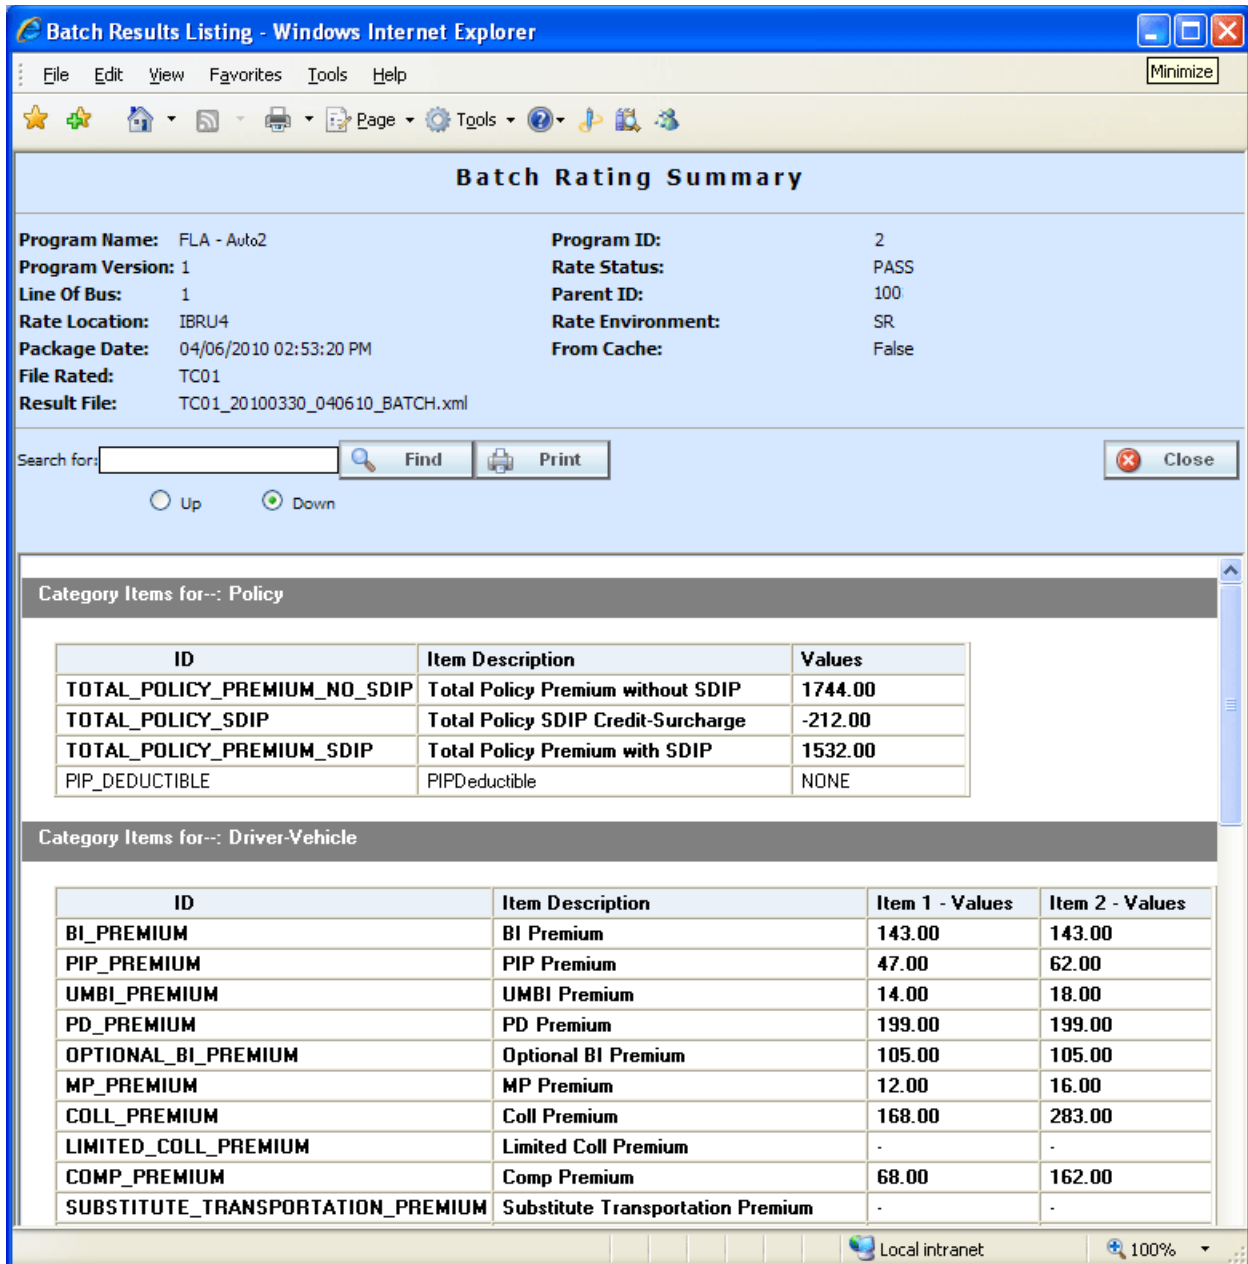 Batch Results Listing - Windows Internet Explorer
File Edit View Favorites Tools Help
Minimize
Page Tools
Batch Rating Summary
Program Name: FLA - Auto2 Program ID: 2
Program Version: 1 Rate Status: PASS
Line Of Bus: 1 Parent ID: 100
Rate Location: IBRU4 Rate Environment: SR
Package Date: 04/06/2010 02:53:20 PM From Cache: False
File Rated: TC01
Result File: TC01_20100330_040610_BATCH.xml
Search for: Find Print Close
Up Down
Category Items for--: Policy
ID Item Description Values
TOTAL_POLICY_PREMIUM_NO_SDIP Total Policy Premium without SDIP 1744.00
TOTAL_POLICY_SDIP Total Policy SDIP Credit-Surcharge -212.00
TOTAL_POLICY_PREMIUM_SDIP Total Policy Premium with SDIP 1532.00
PIP_DEDUCTIBLE PIPDeductible NONE
Category Items for--: Driver-Vehicle
ID Item Description Item 1 - Values Item 2 - Values
BI_PREMIUM BI Premium 143.00 143.00
PIP_PREMIUM PIP Premium 47.00 62.00
UMBI_PREMIUM UMBI Premium 14.00 18.00
PD_PREMIUM PD Premium 199.00 199.00
OPTIONAL_BI_PREMIUM Optional BI Premium 105.00 105.00
MP_PREMIUM MP Premium 12.00 16.00
COLL_PREMIUM Coll Premium 168.00 283.00
LIMITED_COLL_PREMIUM Limited Coll Premium - -
COMP_PREMIUM Comp Premium 68.00 162.00
SUBSTITUTE_TRANSPORTATION_PREMIUM Substitute Transportation Premium - -
Local intranet 100%